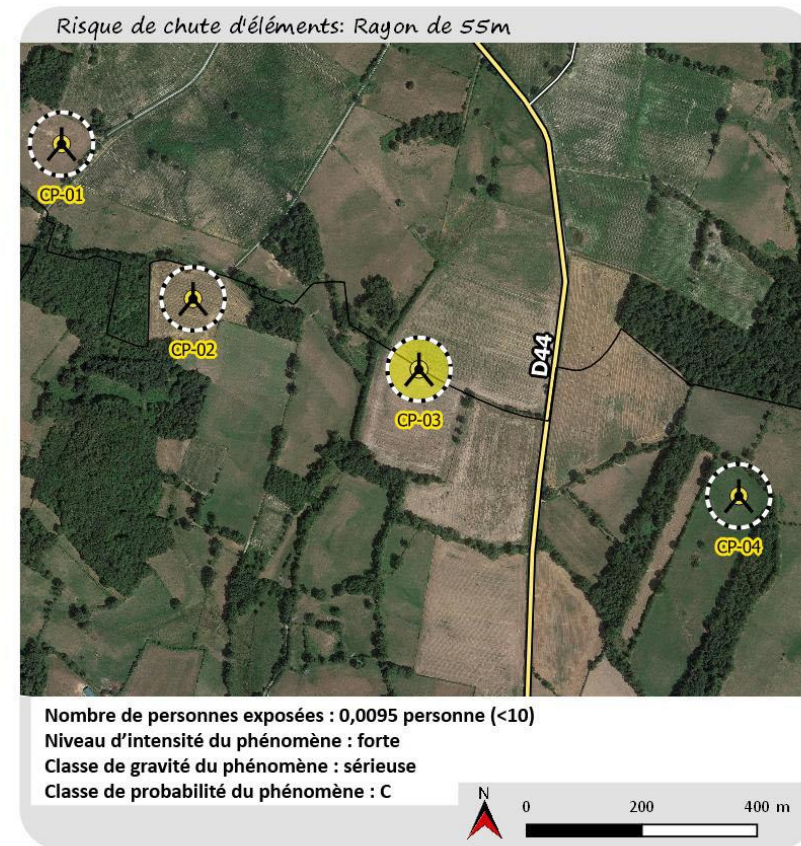 Risque de chute d'éléments: Rayon de 55m
CP-01
CP-02
CP-03
D44
CP-04
Nombre de personnes exposées : 0,0095 personne (<10)
Niveau d'intensité du phénomène : forte
Classe de gravité du phénomène : sérieuse
Classe de probabilité du phénomène : C
N
0 200 400 m